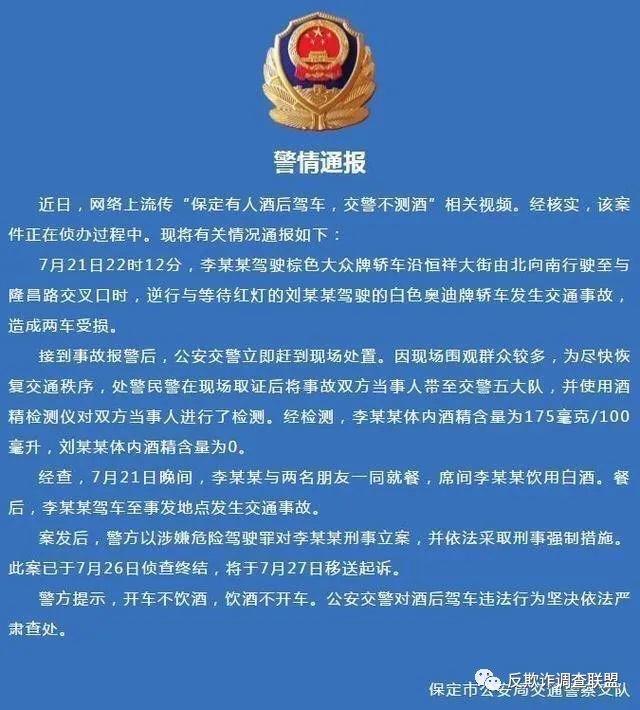 警情通报
近日，网络上流传“保定有人酒后驾车，交警不测酒”相关视频。经核实，该案
件正在侦办过程中。现将有关情况通报如下：
7月21日22时12分，李某某驾驶棕色大众牌轿车沿恒祥大街由北向南行驶至与
隆昌路交叉口时，逆行与等待红灯的刘某某驾驶的白色奥迪牌轿车发生交通事故，
造成两车受损。
接到事故报警后，公安交警立即赶到现场处置。因现场围观群众较多，为尽快恢
复交通秩序，处警民警在现场取证后将事故双方当事人带至交警五大队，并使用酒
精检测仪对双方当事人进行了检测。经检测，李某某体内酒精含量为175毫克/100
毫升，刘某某体内酒精含量为0。
经查，7月21日晚间，李某某与两名朋友一同就餐，席间李某某饮用白酒。餐
后，李某某驾车至事发地点发生交通事故。
案发后，警方以涉嫌危险驾驶罪对李某某刑事立案，并依法采取刑事强制措施。
此案已于7月26日侦查终结，将于7月27日移送起诉。
警方提示，开车不饮酒，饮酒不开车。公安交警对酒后驾车违法行为坚决依法严
肃查处。
反欺诈调查联盟
保定市公安局交通警察支队